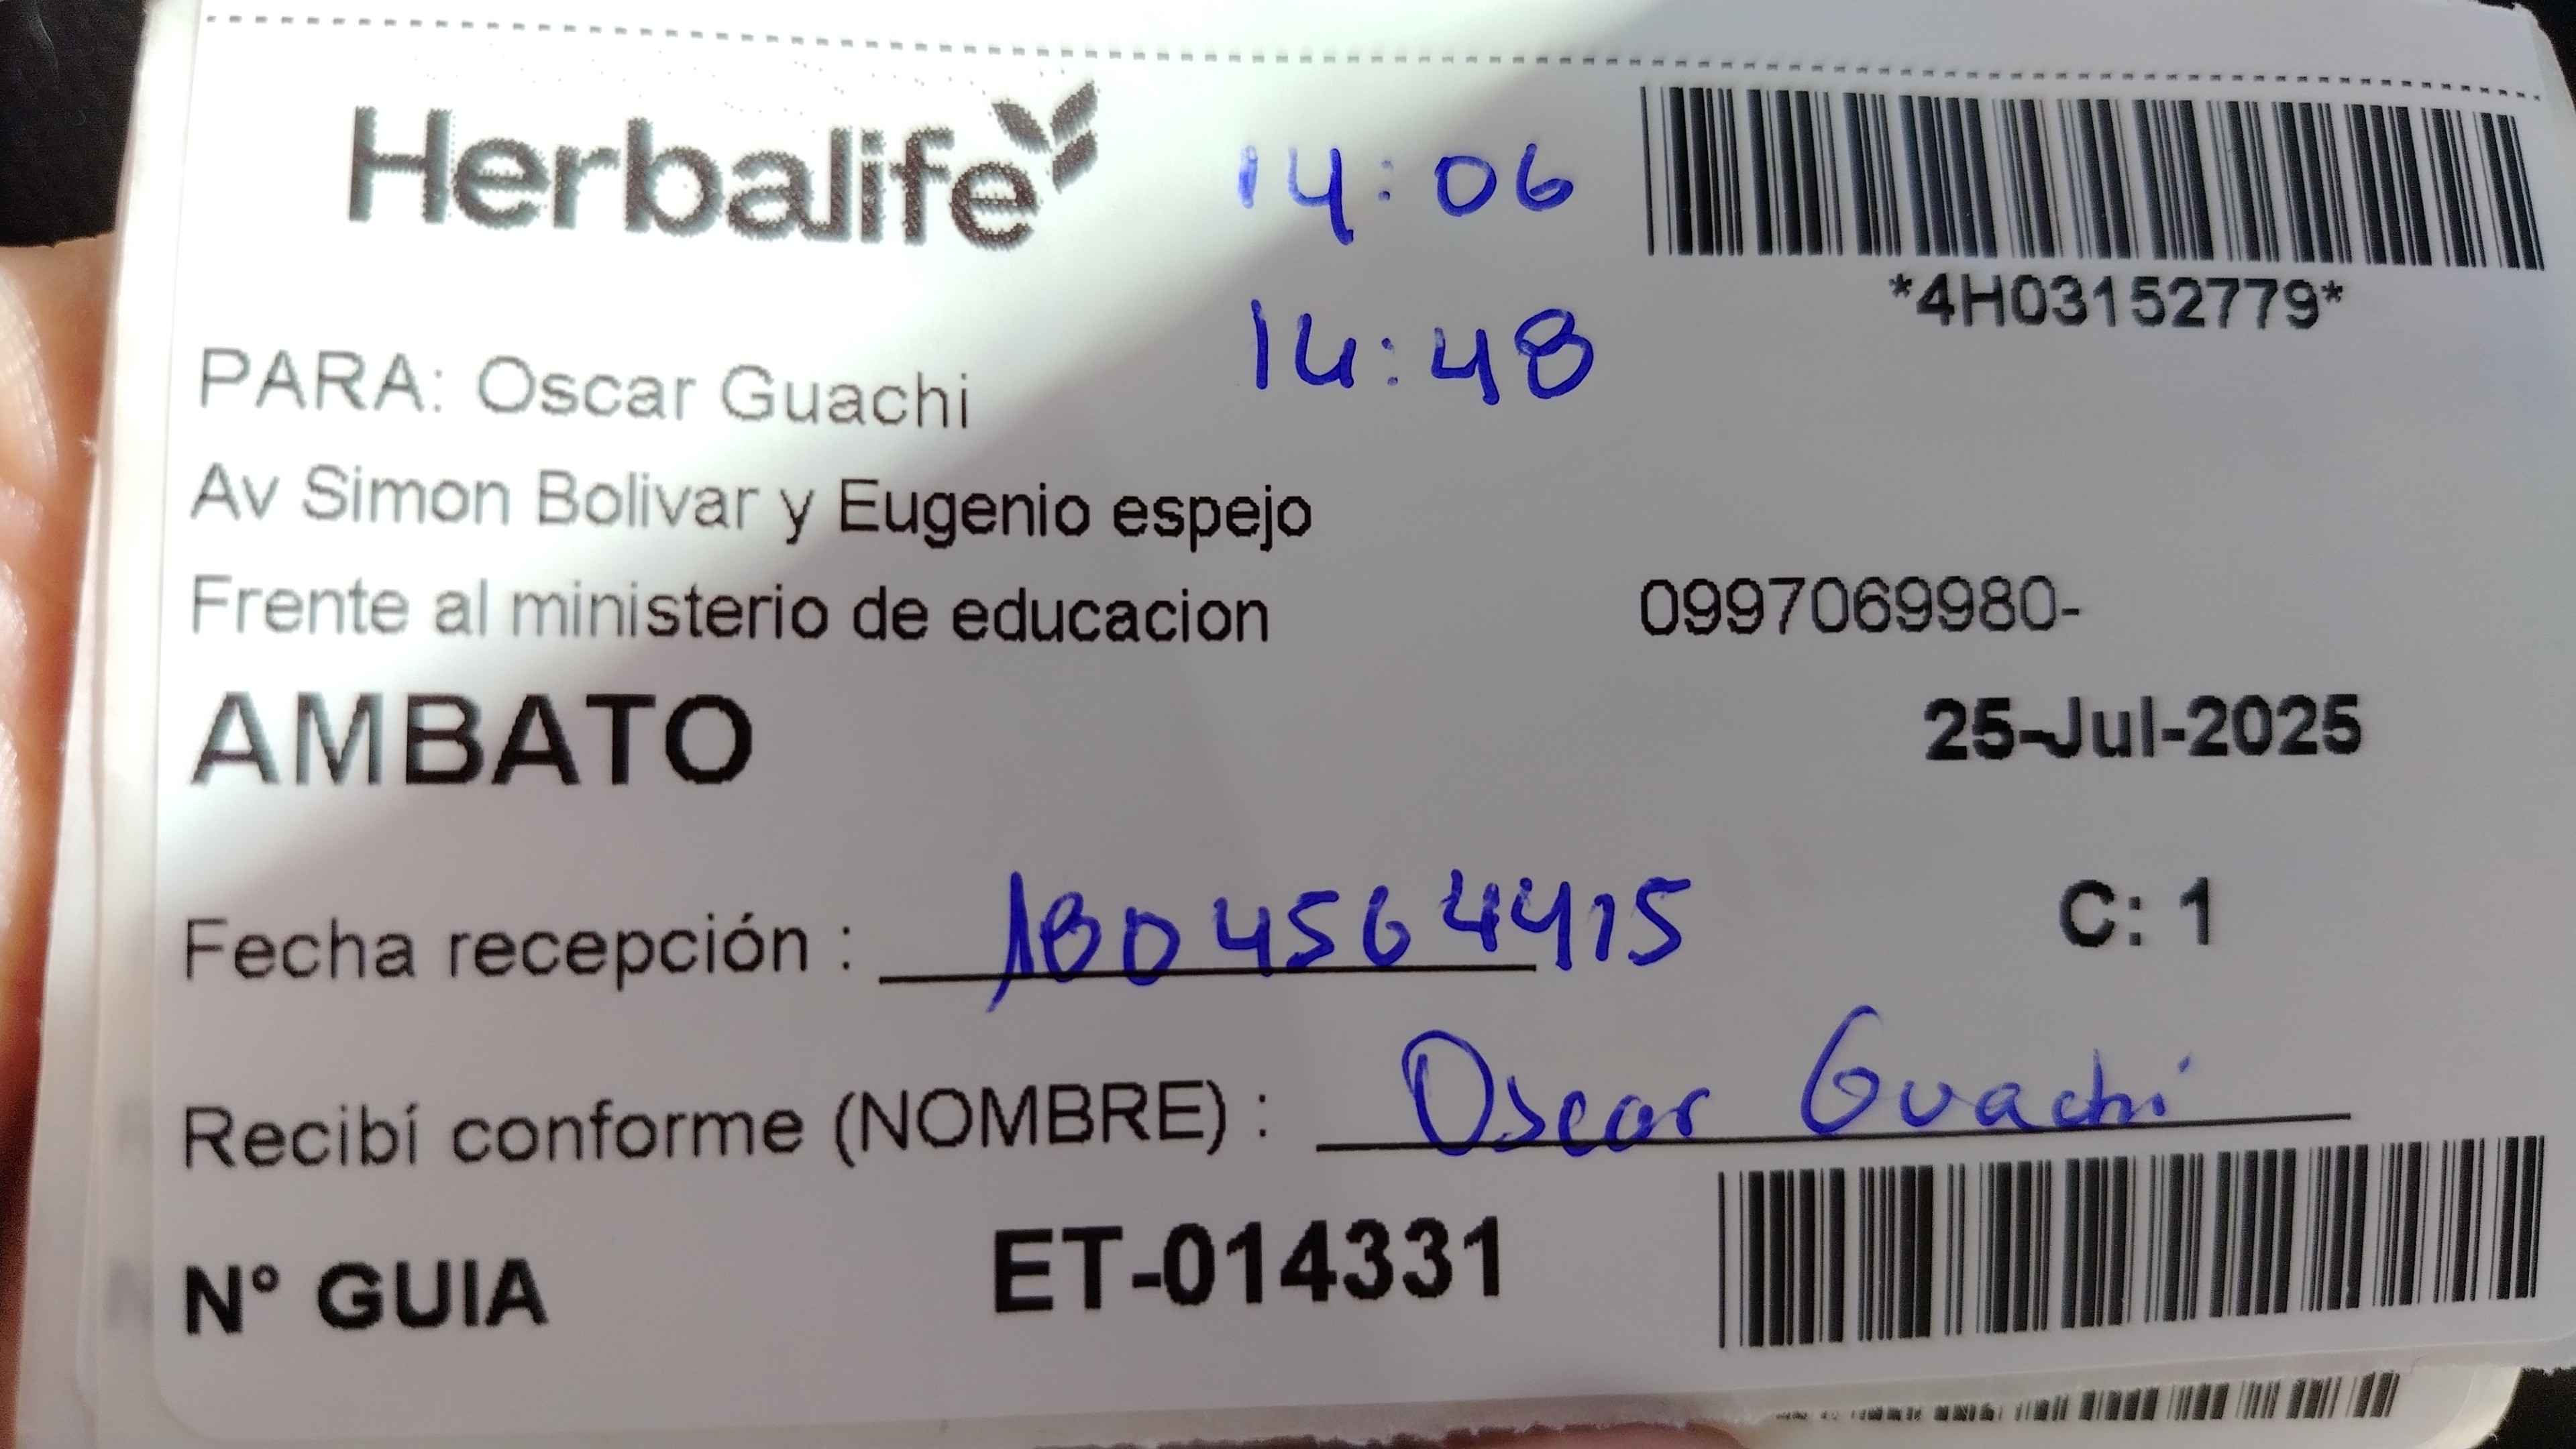 Herbalife
14:06
*4H03152779*
14:48
PARA: Oscar Guachi
Av Simon Bolivar y Eugenio espejo
Frente al ministerio de educacion 0997069980-
AMBATO
25-Jul-2025
Fecha recepción : 1804564415
C: 1
Recibí conforme (NOMBRE) : Oscar Guachi
N° GUIA ET-014331